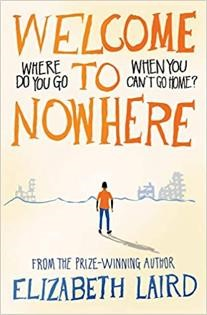 WELCOME
WHERE DO YOU GO TO WHEN YOU CAN'T GO HOME?
NOWHERE
FROM THE PRIZE-WINNING AUTHOR
ELIZABETH LAIRD